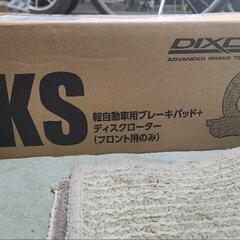 DIXC
ADVANCED BRAKE TE
KS
軽自動車用ブレーキパッド+
ディスクローター
(フロント用のみ)